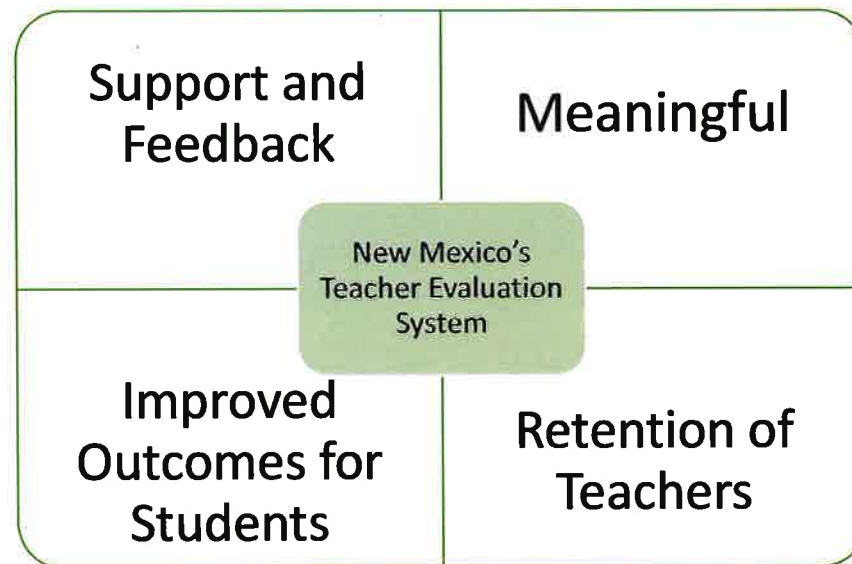 Support and
Feedback
Meaningful
New Mexico's
Teacher Evaluation
System
Improved
Outcomes for
Students
Retention of
Teachers